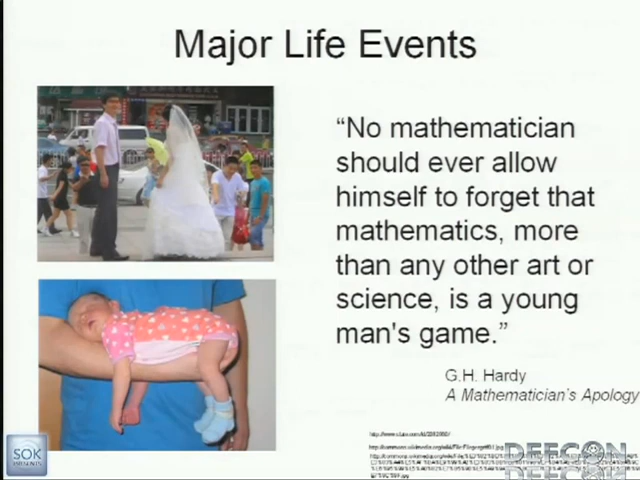 Major Life Events
“No mathematician
should ever allow
himself to forget that
mathematics, more
than any other art or
science, is a young
man's game.”
G.H. Hardy
A Mathematician's Apology
SOK
PRESENTS
DEFCON